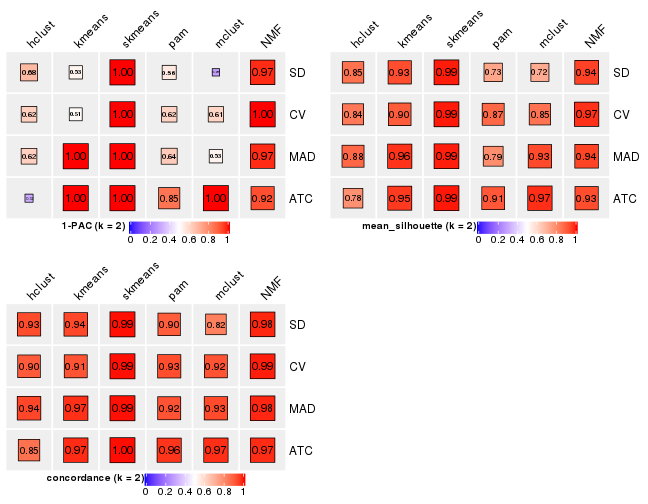 hclust kmeans skmeans pam mclust NMF
0.68 0.53 1.00 0.56 0.97 SD
0.62 0.51 1.00 0.62 0.61 1.00 CV
0.62 1.00 1.00 0.64 0.53 0.97 MAD
1.00 1.00 0.85 1.00 0.92 ATC
1-PAC (k = 2)
0 0.2 0.4 0.6 0.8 1
hclust kmeans skmeans pam mclust NMF
0.85 0.93 0.99 0.73 0.72 0.94 SD
0.84 0.90 0.99 0.87 0.85 0.97 CV
0.88 0.96 0.99 0.79 0.93 0.94 MAD
0.78 0.95 0.99 0.91 0.97 0.93 ATC
mean_silhouette (k = 2)
0 0.2 0.4 0.6 0.8 1
hclust kmeans skmeans pam mclust NMF
0.93 0.94 0.99 0.90 0.82 0.98 SD
0.90 0.91 0.99 0.93 0.92 0.99 CV
0.94 0.97 0.99 0.92 0.93 0.98 MAD
0.85 0.97 1.00 0.96 0.97 0.97 ATC
concordance (k = 2)
0 0.2 0.4 0.6 0.8 1